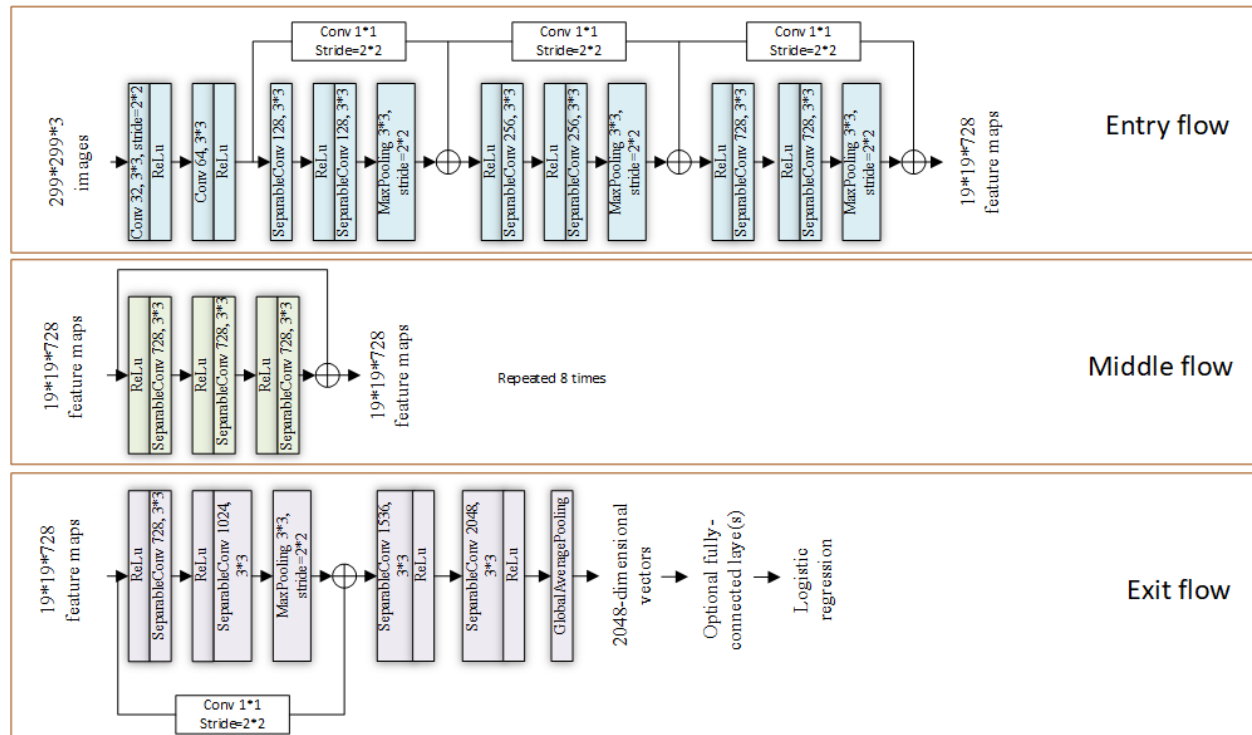 Conv 1*1
Stride=2*2
Conv 1*1
Stride=2*2
Conv 1*1
Stride=2*2
299*299*3
images
Conv 32, 3*3, stride=2*2
ReLu
Conv 64, 3*3
ReLu
SeparableConv 128, 3*3
ReLu
SeparableConv 128, 3*3
MaxPooling 3*3,
stride=2*2
ReLu
SeparableConv 256, 3*3
ReLu
SeparableConv 256, 3*3
MaxPooling 3*3,
stride=2*2
ReLu
SeparableConv 728, 3*3
ReLu
SeparableConv 728, 3*3
MaxPooling 3*3,
stride=2*2
19*19*728
feature maps
Entry flow
19*19*728
feature maps
ReLu
SeparableConv 728, 3*3
ReLu
SeparableConv 728, 3*3
ReLu
SeparableConv 728, 3*3
19*19*728
feature maps
Repeated 8 times
Middle flow
19*19*728
feature maps
ReLu
SeparableConv 728, 3*3
ReLu
SeparableConv 1024,
3*3
MaxPooling 3*3,
stride=2*2
SeparableConv 1536,
3*3
ReLu
SeparableConv 2048,
3*3
ReLu
GlobalAveragePooling
2048-dimensional
vectors
Optional fully-
connected laye(s)
Logistic
regression
Exit flow
Conv 1*1
Stride=2*2